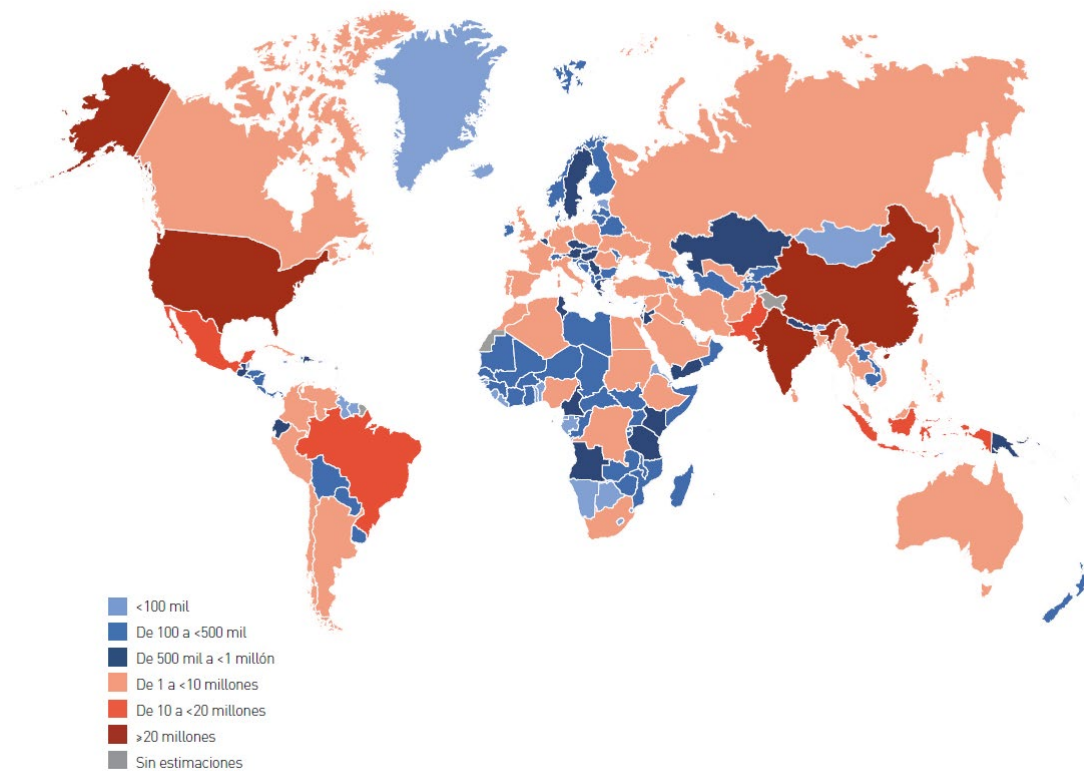 <100 mil
De 100 a <500 mil
De 500 mil a <1 millón
De 1 a <10 millones
De 10 a <20 millones
≥20 millones
Sin estimaciones